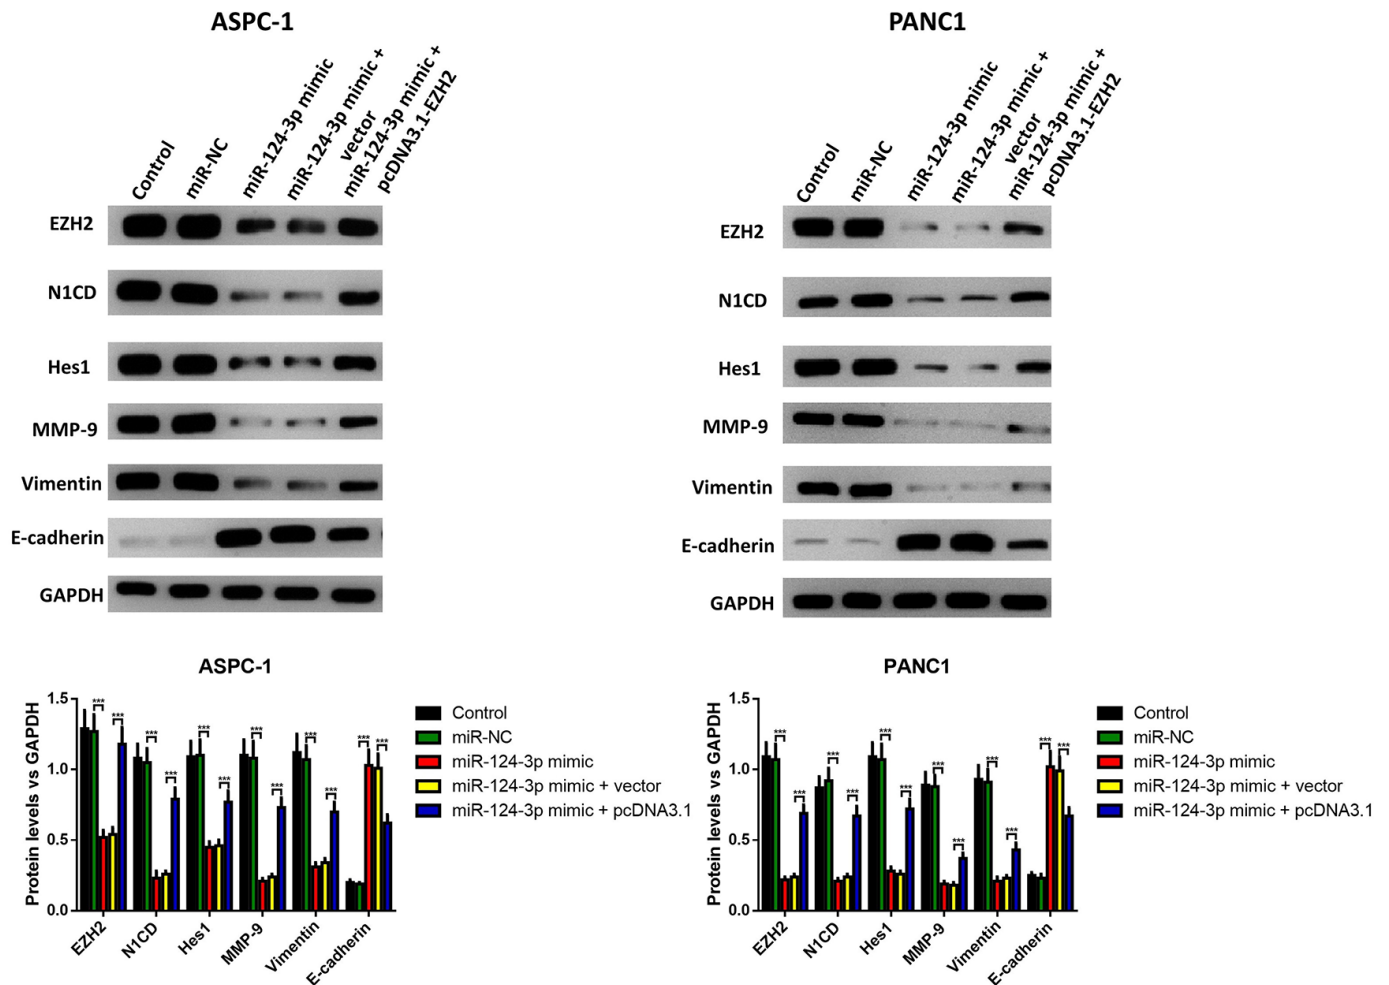 ASPC-1
Control
miR-NC
miR-124-3p mimic
miR-124-3p mimic +
vector
miR-124-3p mimic +
pcDNA3.1-EZH2
EZH2
N1CD
Hes1
MMP-9
Vimentin
E-cadherin
GAPDH
PANC1
Control
miR-NC
miR-124-3p mimic
miR-124-3p mimic +
vector
miR-124-3p mimic +
pcDNA3.1-EZH2
EZH2
N1CD
Hes1
MMP-9
Vimentin
E-cadherin
GAPDH
ASPC-1
Protein levels vs GAPDH
1.5
1.0
0.5
0.0
*** *** *** *** *** *** *** *** *** *** *** ***
EZH2
N1CD
Hes1
MMP-9
Vimentin
E-cadherin
Control
miR-NC
miR-124-3p mimic
miR-124-3p mimic + vector
miR-124-3p mimic + pcDNA3.1
PANC1
Protein levels vs GAPDH
1.5
1.0
0.5
0.0
*** *** *** *** *** *** *** *** *** *** *** ***
EZH2
N1CD
Hes1
MMP-9
Vimentin
E-cadherin
Control
miR-NC
miR-124-3p mimic
miR-124-3p mimic + vector
miR-124-3p mimic + pcDNA3.1